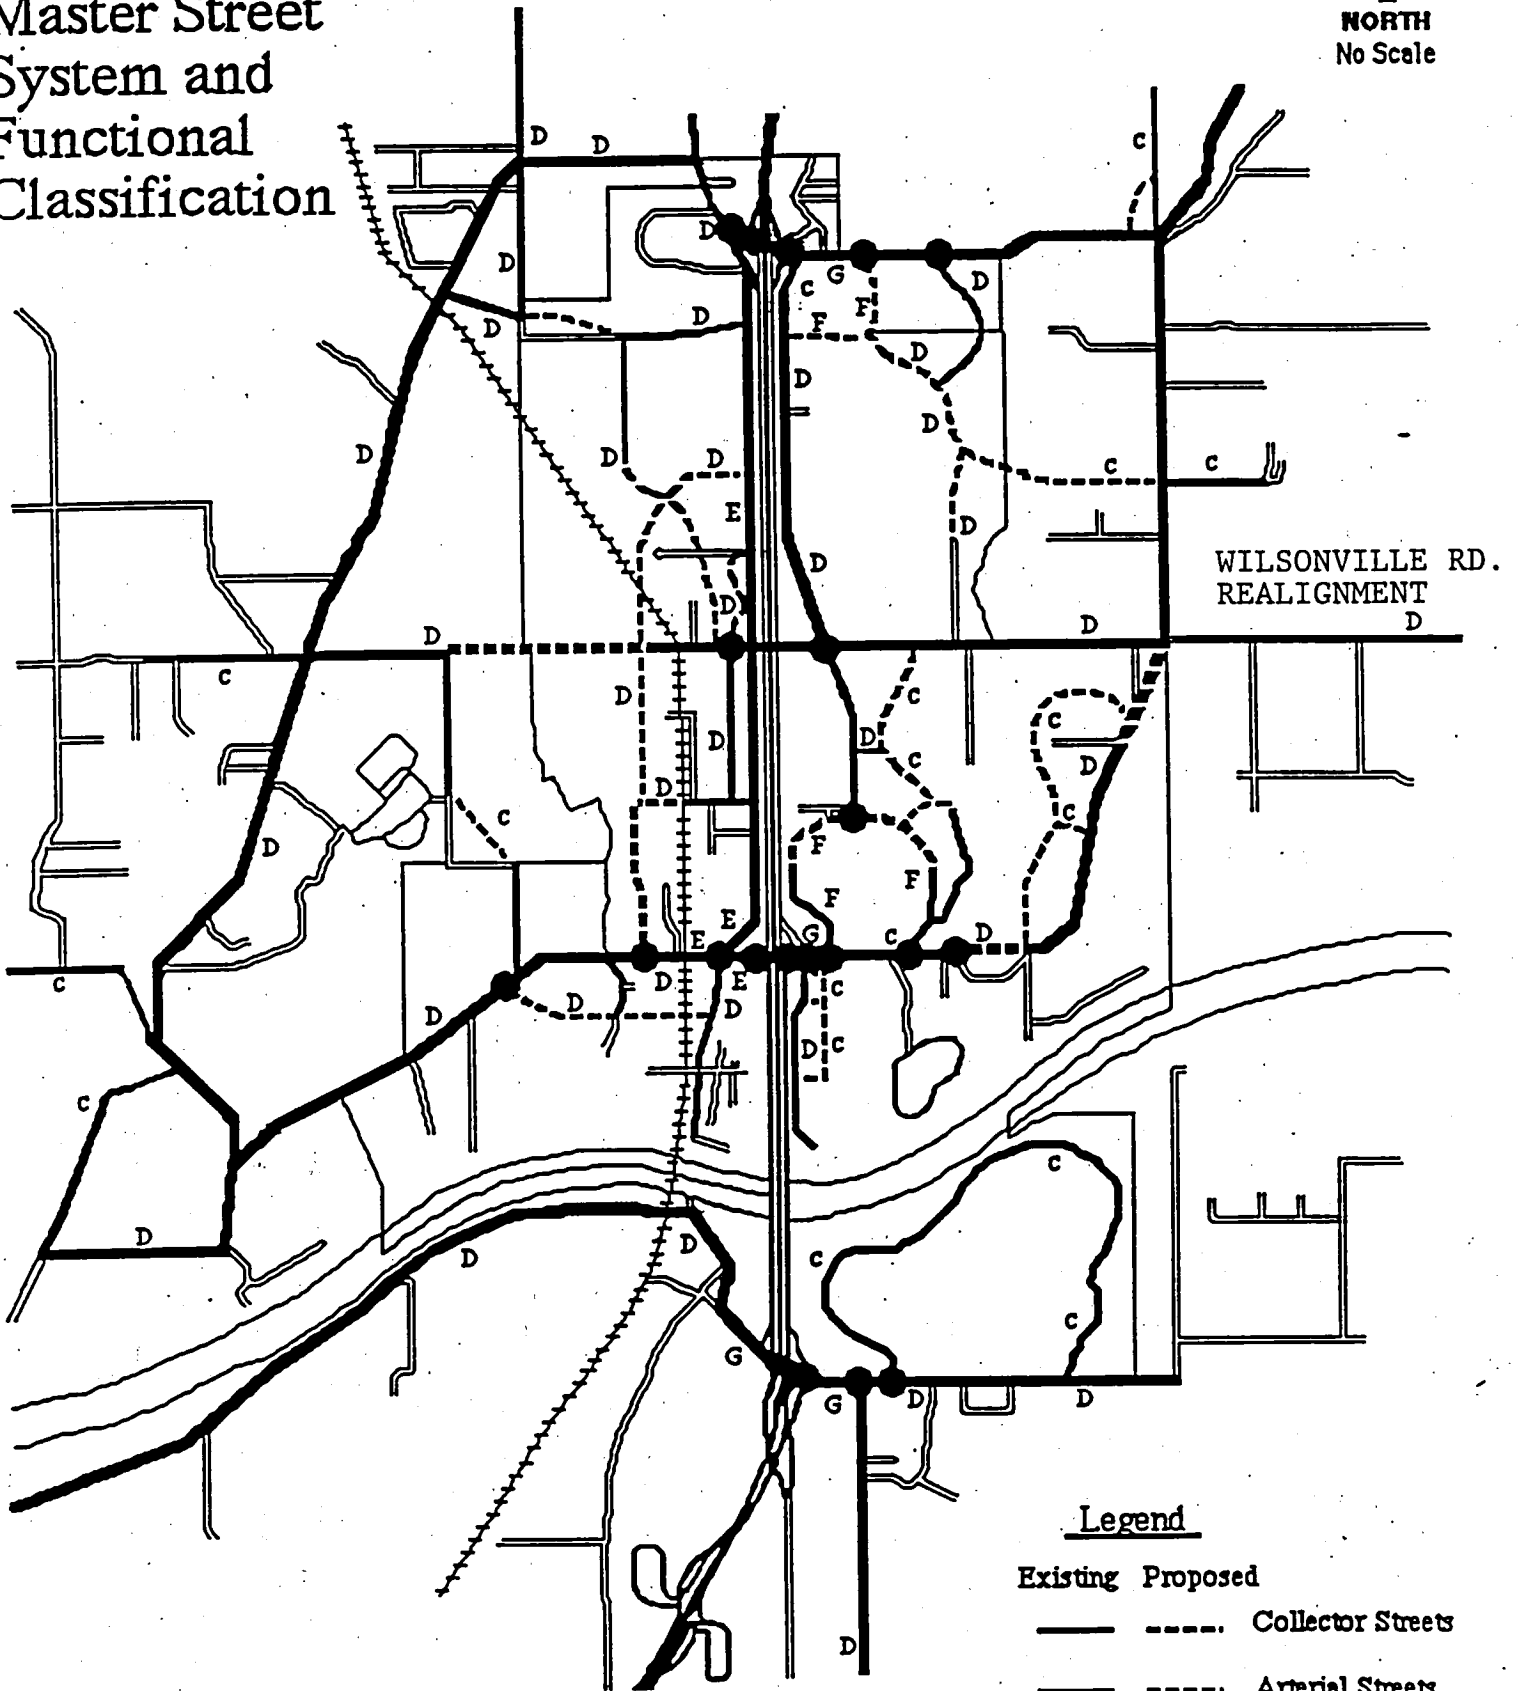 Master Street
System and
Functional
Classification
NORTH
No Scale
D
D
C
D
D
G
D
C
F
D
D
F
D
D
D
D
D
D
D
C
C
E
D
D
WILSONVILLE RD.
REALIGNMENT
D
D
D
D
C
D
C
C
D
D
C
D
D
C
C
D
F
F
F
E
G
C
D
E
D
E
C
C
D
D
D
D
C
C
C
D
D
D
C
C
G
G
D
D
D
Legend
Existing Proposed
Collector Streets
Arterial Streets